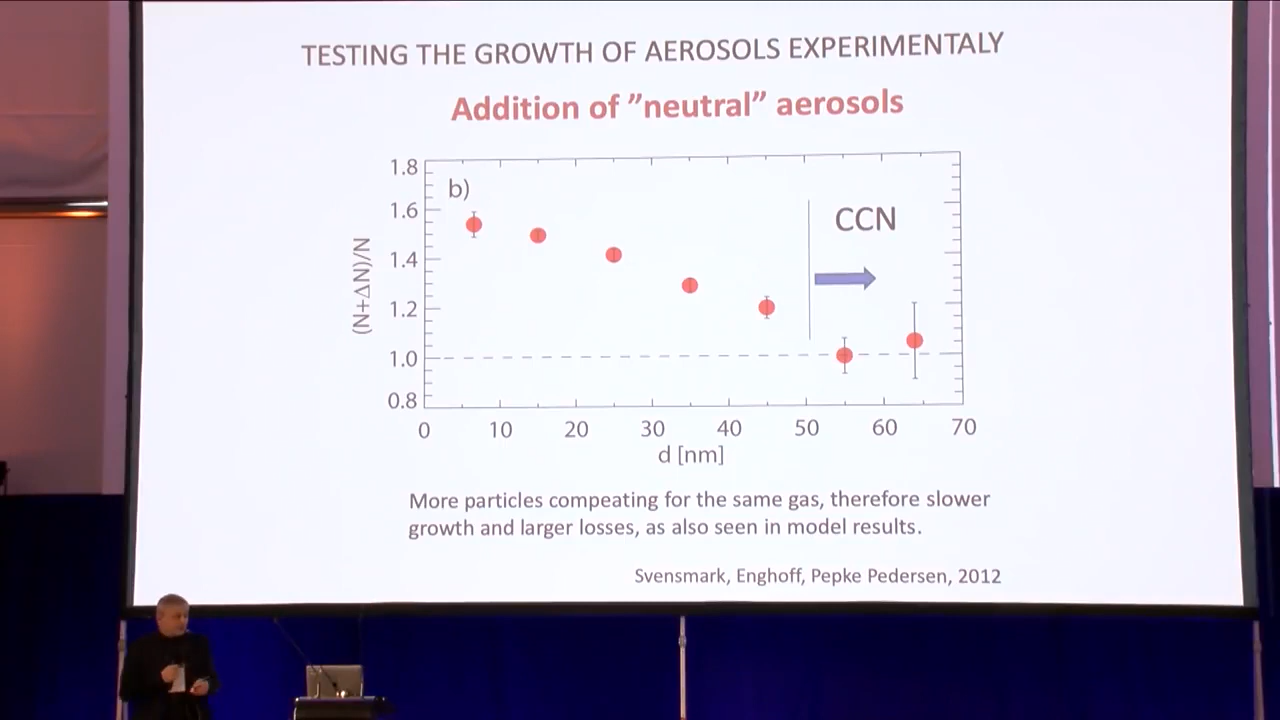 TESTING THE GROWTH OF AEROSOLS EXPERIMENTALY
Addition of ”neutral” aerosols
b)
CCN
(N+ΔN)/N
1.8
1.6
1.4
1.2
1.0
0.8
0 10 20 30 40 50 60 70
d [nm]
More particles compeating for the same gas, therefore slower
growth and larger losses, as also seen in model results.
Svensmark, Enghoff, Pepke Pedersen, 2012